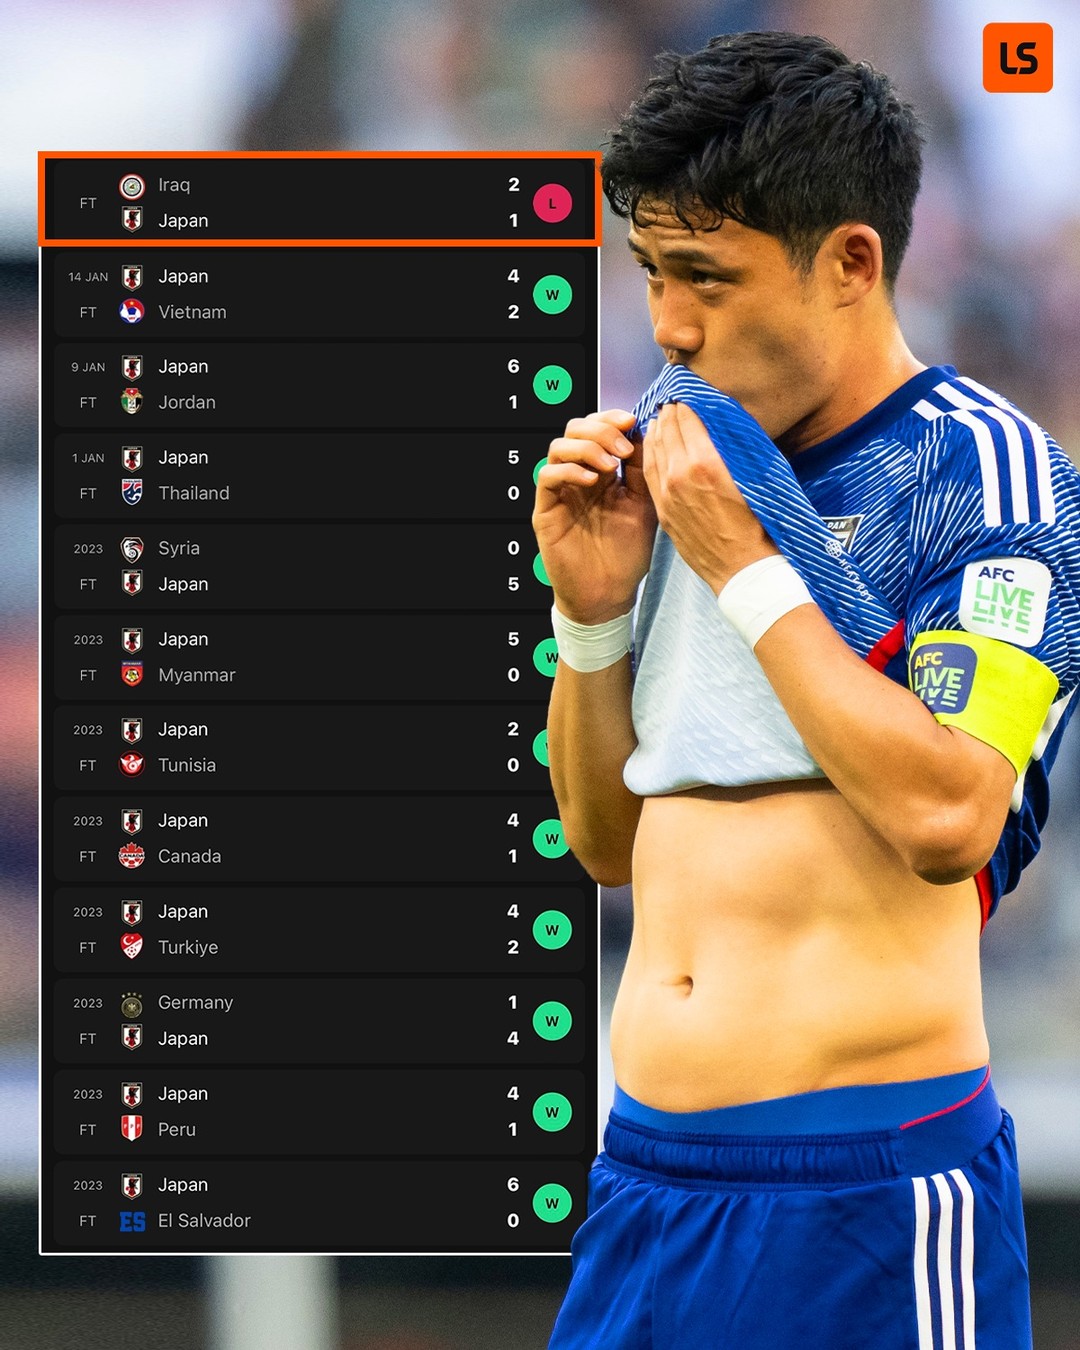 LS
Iraq 2
FT L
Japan 1
14 JAN Japan 4
W
FT Vietnam 2
9 JAN Japan 6
W
FT Jordan 1
1 JAN Japan 5
FT Thailand 0
2023 Syria 0
FT Japan 5
2023 Japan 5
W
FT Myanmar 0
2023 Japan 2
FT Tunisia 0
2023 Japan 4
W
FT Canada 1
2023 Japan 4
W
FT Turkiye 2
2023 Germany 1
W
FT Japan 4
2023 Japan 4
W
FT Peru 1
2023 Japan 6
W
FT ES El Salvador 0
AFC
LIVE
LIVE
AFC
LIVE
LIVE